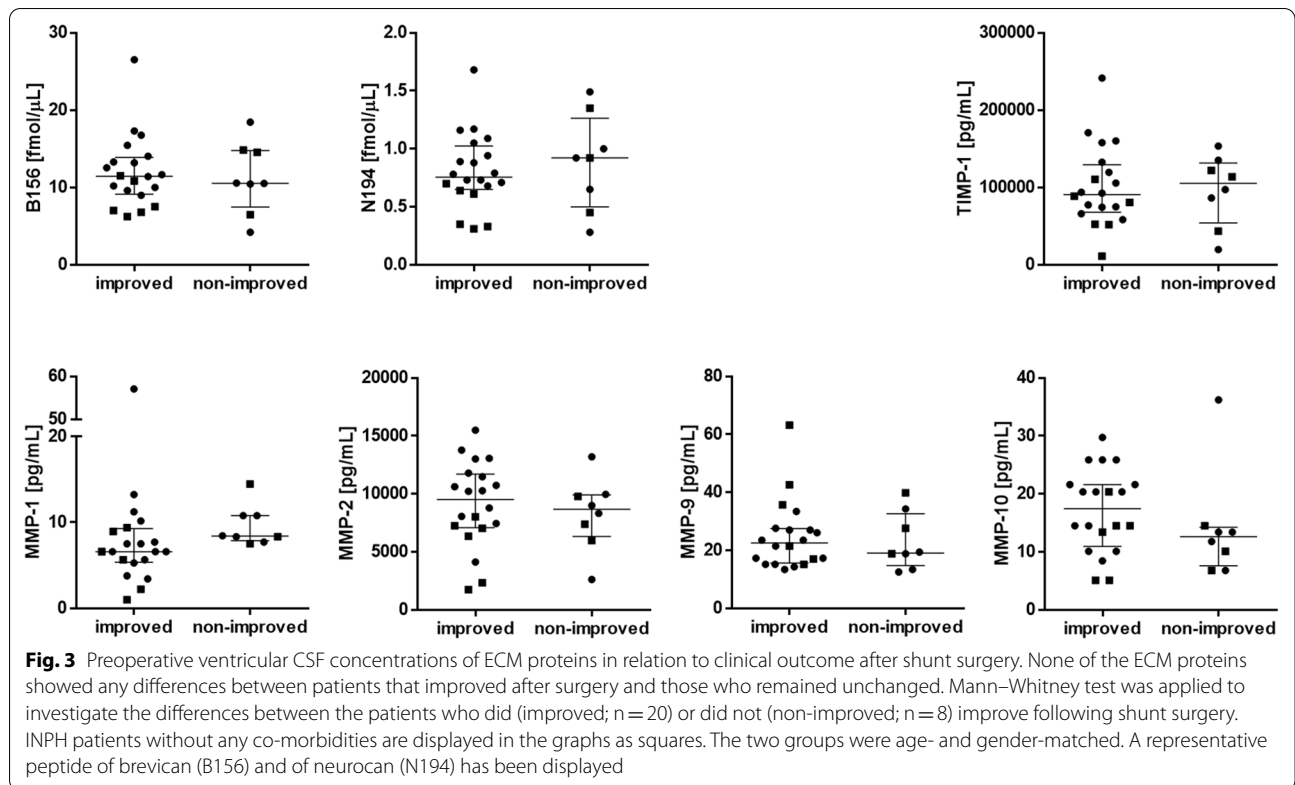 B156 [fmol/µL]
30
20
10
0
improved non-improved
N194 [fmol/µL]
2.0
1.5
1.0
0.5
0.0
improved non-improved
TIMP-1 [pg/mL]
300000
200000
100000
0
improved non-improved
MMP-1 [pg/mL]
60
50
20
10
0
improved non-improved
MMP-2 [pg/mL]
20000
15000
10000
5000
0
improved non-improved
MMP-9 [pg/mL]
80
60
40
20
0
improved non-improved
MMP-10 [pg/mL]
40
30
20
10
0
improved non-improved
Fig. 3 Preoperative ventricular CSF concentrations of ECM proteins in relation to clinical outcome after shunt surgery. None of the ECM proteins
showed any differences between patients that improved after surgery and those who remained unchanged. Mann–Whitney test was applied to
investigate the differences between the patients who did (improved; n = 20) or did not (non-improved; n = 8) improve following shunt surgery.
INPH patients without any co-morbidities are displayed in the graphs as squares. The two groups were age- and gender-matched. A representative
peptide of brevican (B156) and of neurocan (N194) has been displayed